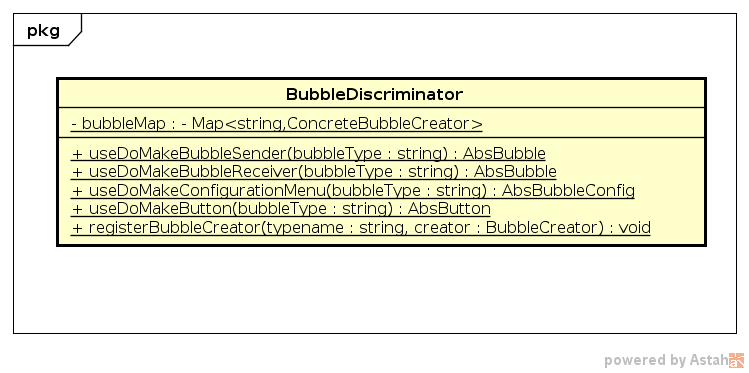 pkg
BubbleDiscriminator
- bubbleMap : - Map<string,ConcreteBubbleCreator>
+ useDoMakeBubbleSender(bubbleType : string) : AbsBubble
+ useDoMakeBubbleReceiver(bubbleType : string) : AbsBubble
+ useDoMakeConfigurationMenu(bubbleType : string) : AbsBubbleConfig
+ useDoMakeButton(bubbleType : string) : AbsButton
+ registerBubbleCreator(typename : string, creator : BubbleCreator) : void
powered by Astah